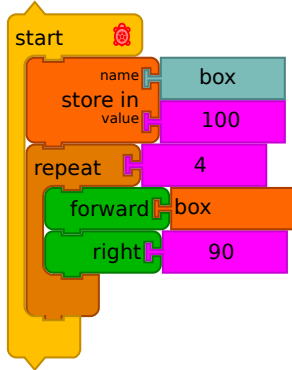 start
name box
store in
value 100
repeat 4
forward box
right 90